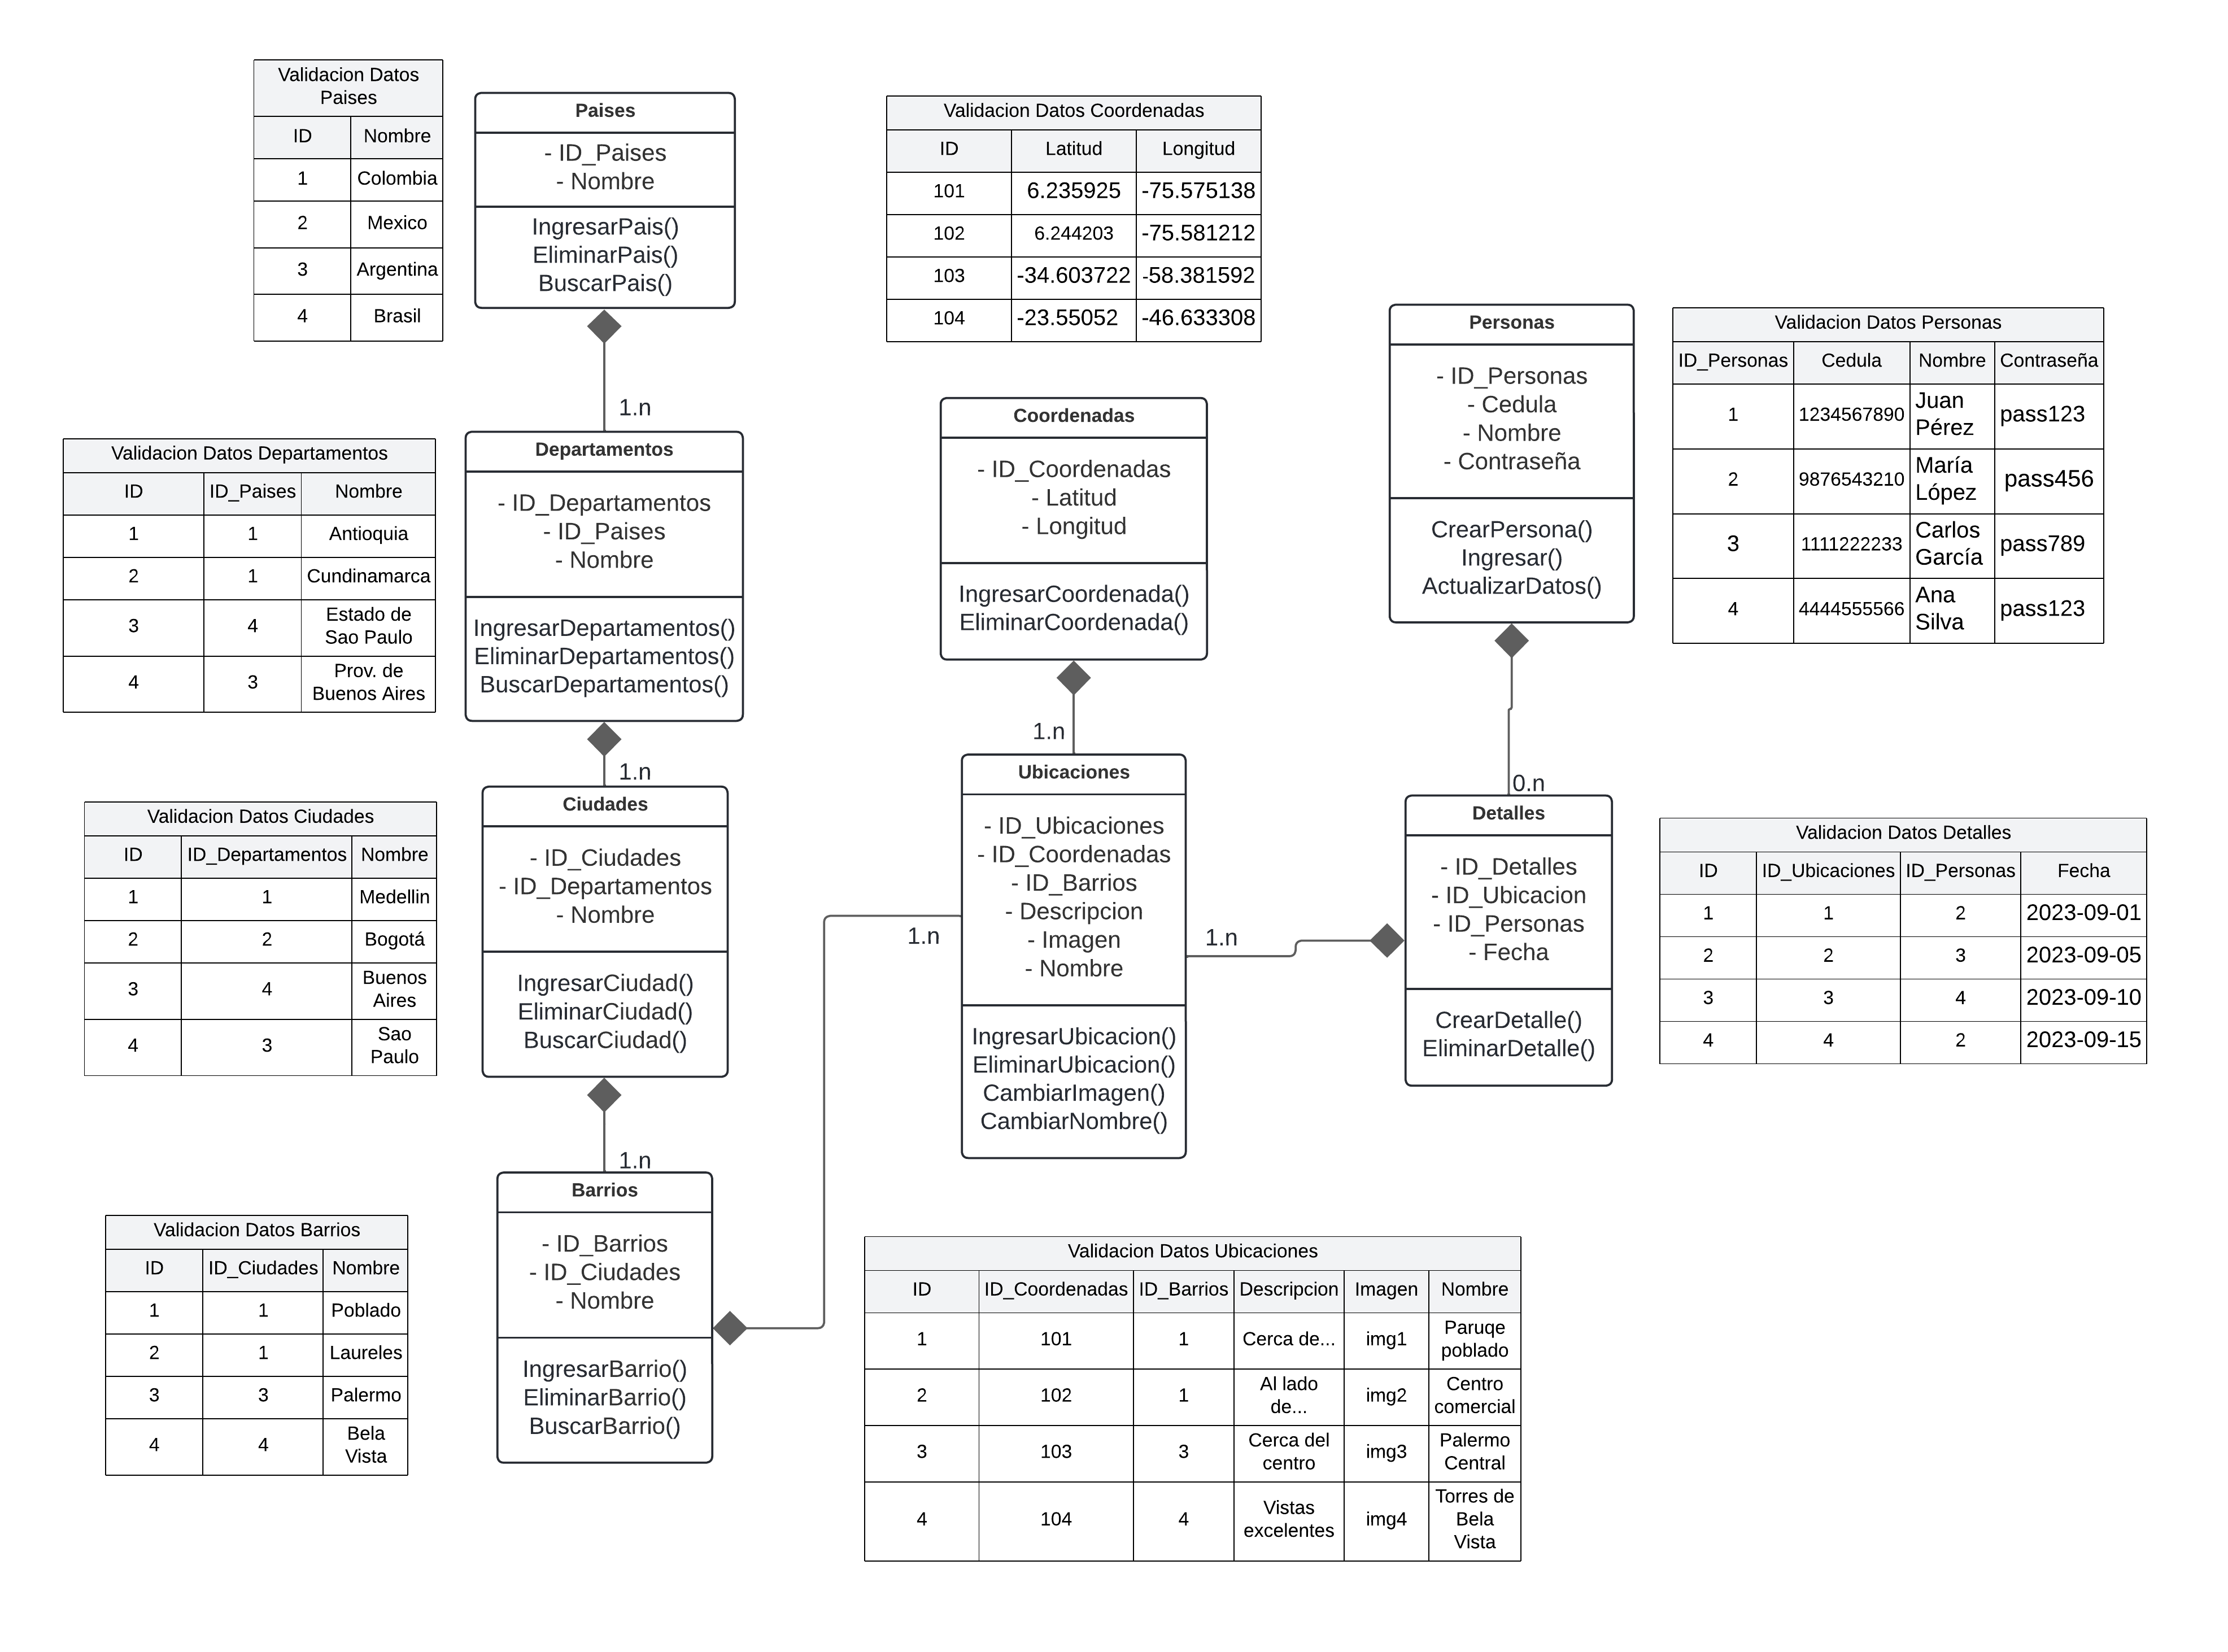 Validacion Datos
Paises
ID Nombre
1 Colombia
2 Mexico
3 Argentina
4 Brasil
Paises
- ID_Paises
- Nombre
IngresarPais()
EliminarPais()
BuscarPais()
1.n
Validacion Datos Departamentos
ID ID_Paises Nombre
1 1 Antioquia
2 1 Cundinamarca
3 4 Estado de
Sao Paulo
4 3 Prov. de
Buenos Aires
Departamentos
- ID_Departamentos
- ID_Paises
- Nombre
IngresarDepartamentos()
EliminarDepartamentos()
BuscarDepartamentos()
1.n
Validacion Datos Ciudades
ID ID_Departamentos Nombre
1 1 Medellin
2 2 Bogotá
3 4 Buenos
Aires
4 3 Sao
Paulo
Ciudades
- ID_Ciudades
- ID_Departamentos
- Nombre
IngresarCiudad()
EliminarCiudad()
BuscarCiudad()
1.n
Validacion Datos Barrios
ID ID_Ciudades Nombre
1 1 Poblado
2 1 Laureles
3 3 Palermo
4 4 Bela
Vista
Barrios
- ID_Barrios
- ID_Ciudades
- Nombre
IngresarBarrio()
EliminarBarrio()
BuscarBarrio()
Validacion Datos Coordenadas
ID Latitud Longitud
101 6.235925 -75.575138
102 6.244203 -75.581212
103 -34.603722 -58.381592
104 -23.55052 -46.633308
Coordenadas
- ID_Coordenadas
- Latitud
- Longitud
IngresarCoordenada()
EliminarCoordenada()
1.n
Ubicaciones
- ID_Ubicaciones
- ID_Coordenadas
- ID_Barrios
- Descripcion
- Imagen
- Nombre
IngresarUbicacion()
EliminarUbicacion()
CambiarImagen()
CambiarNombre()
1.n
1.n
Validacion Datos Ubicaciones
ID ID_Coordenadas ID_Barrios Descripcion Imagen Nombre
1 101 1 Cerca de... img1 Paruqe
poblado
2 102 1 Al lado
de... img2 Centro
comercial
3 103 3 Cerca del
centro img3 Palermo
Central
4 104 4 Vistas
excelentes img4 Torres de
Bela
Vista
Personas
- ID_Personas
- Cedula
- Nombre
- Contraseña
CrearPersona()
Ingresar()
ActualizarDatos()
0.n
Validacion Datos Personas
ID_Personas Cedula Nombre Contraseña
1 1234567890 Juan
Pérez pass123
2 9876543210 María
López pass456
3 1111222233 Carlos
García pass789
4 4444555566 Ana
Silva pass123
Detalles
- ID_Detalles
- ID_Ubicacion
- ID_Personas
- Fecha
CrearDetalle()
EliminarDetalle()
Validacion Datos Detalles
ID ID_Ubicaciones ID_Personas Fecha
1 1 2 2023-09-01
2 2 3 2023-09-05
3 3 4 2023-09-10
4 4 2 2023-09-15